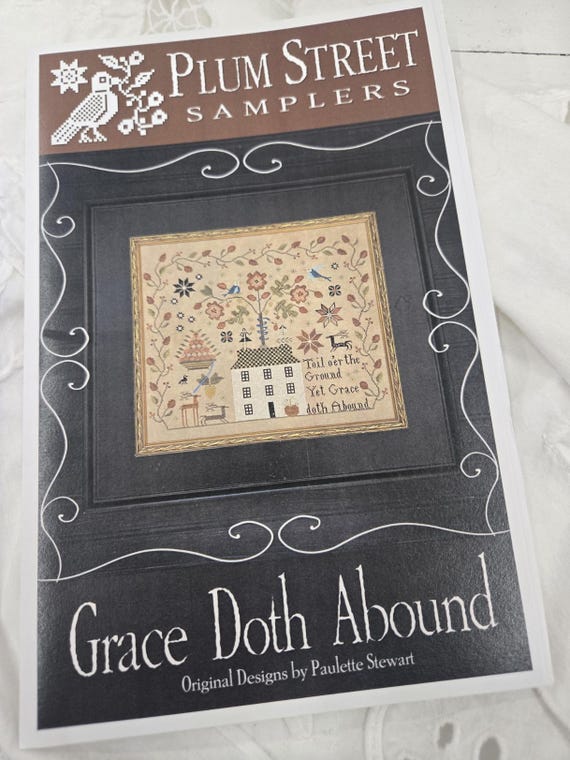 PLUM STREET
SAMPLERS
Toil o'er the
Ground
Yet Grace
doth Abound
Grace Doth Abound
Original Designs by Paulette Stewart